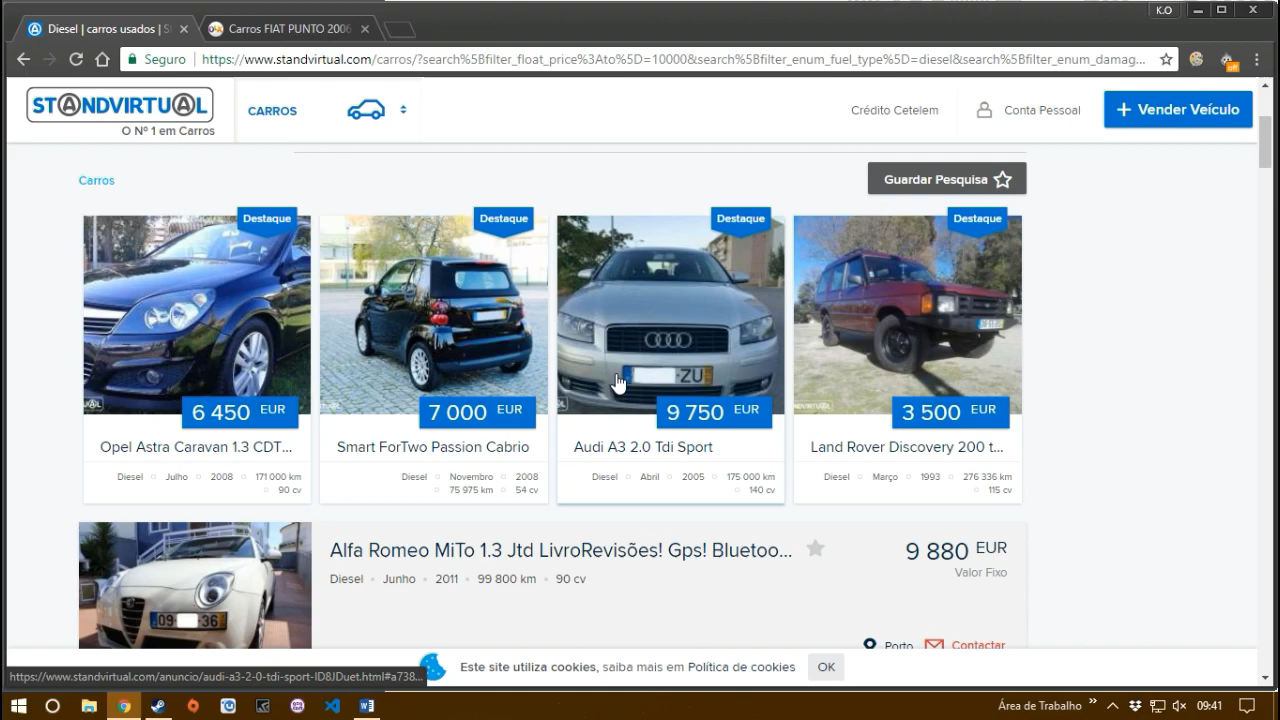 K.O
Diesel | carros usados | S
Carros FIAT PUNTO 2006
Seguro
https://www.standvirtual.com/carros/?search%5Bfilter_float_price%3Ato%5D=10000&search%5Bfilter_enum_fuel_type%5D=diesel&search%5Bfilter_enum_damag...
off
STANDVIRTUAL
O Nº 1 em Carros
CARROS
Crédito Cetelem
Conta Pessoal
+ Vender Veículo
Carros
Guardar Pesquisa
Destaque
Destaque
Destaque
Destaque
ZU
6 450 EUR
7 000 EUR
9 750 EUR
3 500 EUR
Opel Astra Caravan 1.3 CDT...
Smart ForTwo Passion Cabrio
Audi A3 2.0 Tdi Sport
Land Rover Discovery 200 t...
Diesel Julho 2008 171 000 km
90 cv
Diesel Novembro 2008
75 975 km 54 cv
Diesel Abril 2005 175 000 km
140 cv
Diesel Março 1993 276 336 km
115 cv
Alfa Romeo MiTo 1.3 Jtd LivroRevisões! Gps! Bluetoo...
9 880 EUR
Valor Fixo
Diesel Junho 2011 99 800 km 90 cv
09 36
Porto
Contactar
Este site utiliza cookies, saiba mais em Política de cookies
OK
https://www.standvirtual.com/anuncio/audi-a3-2-0-tdi-sport-ID8JDuet.html#a738...
Área de Trabalho
09:41